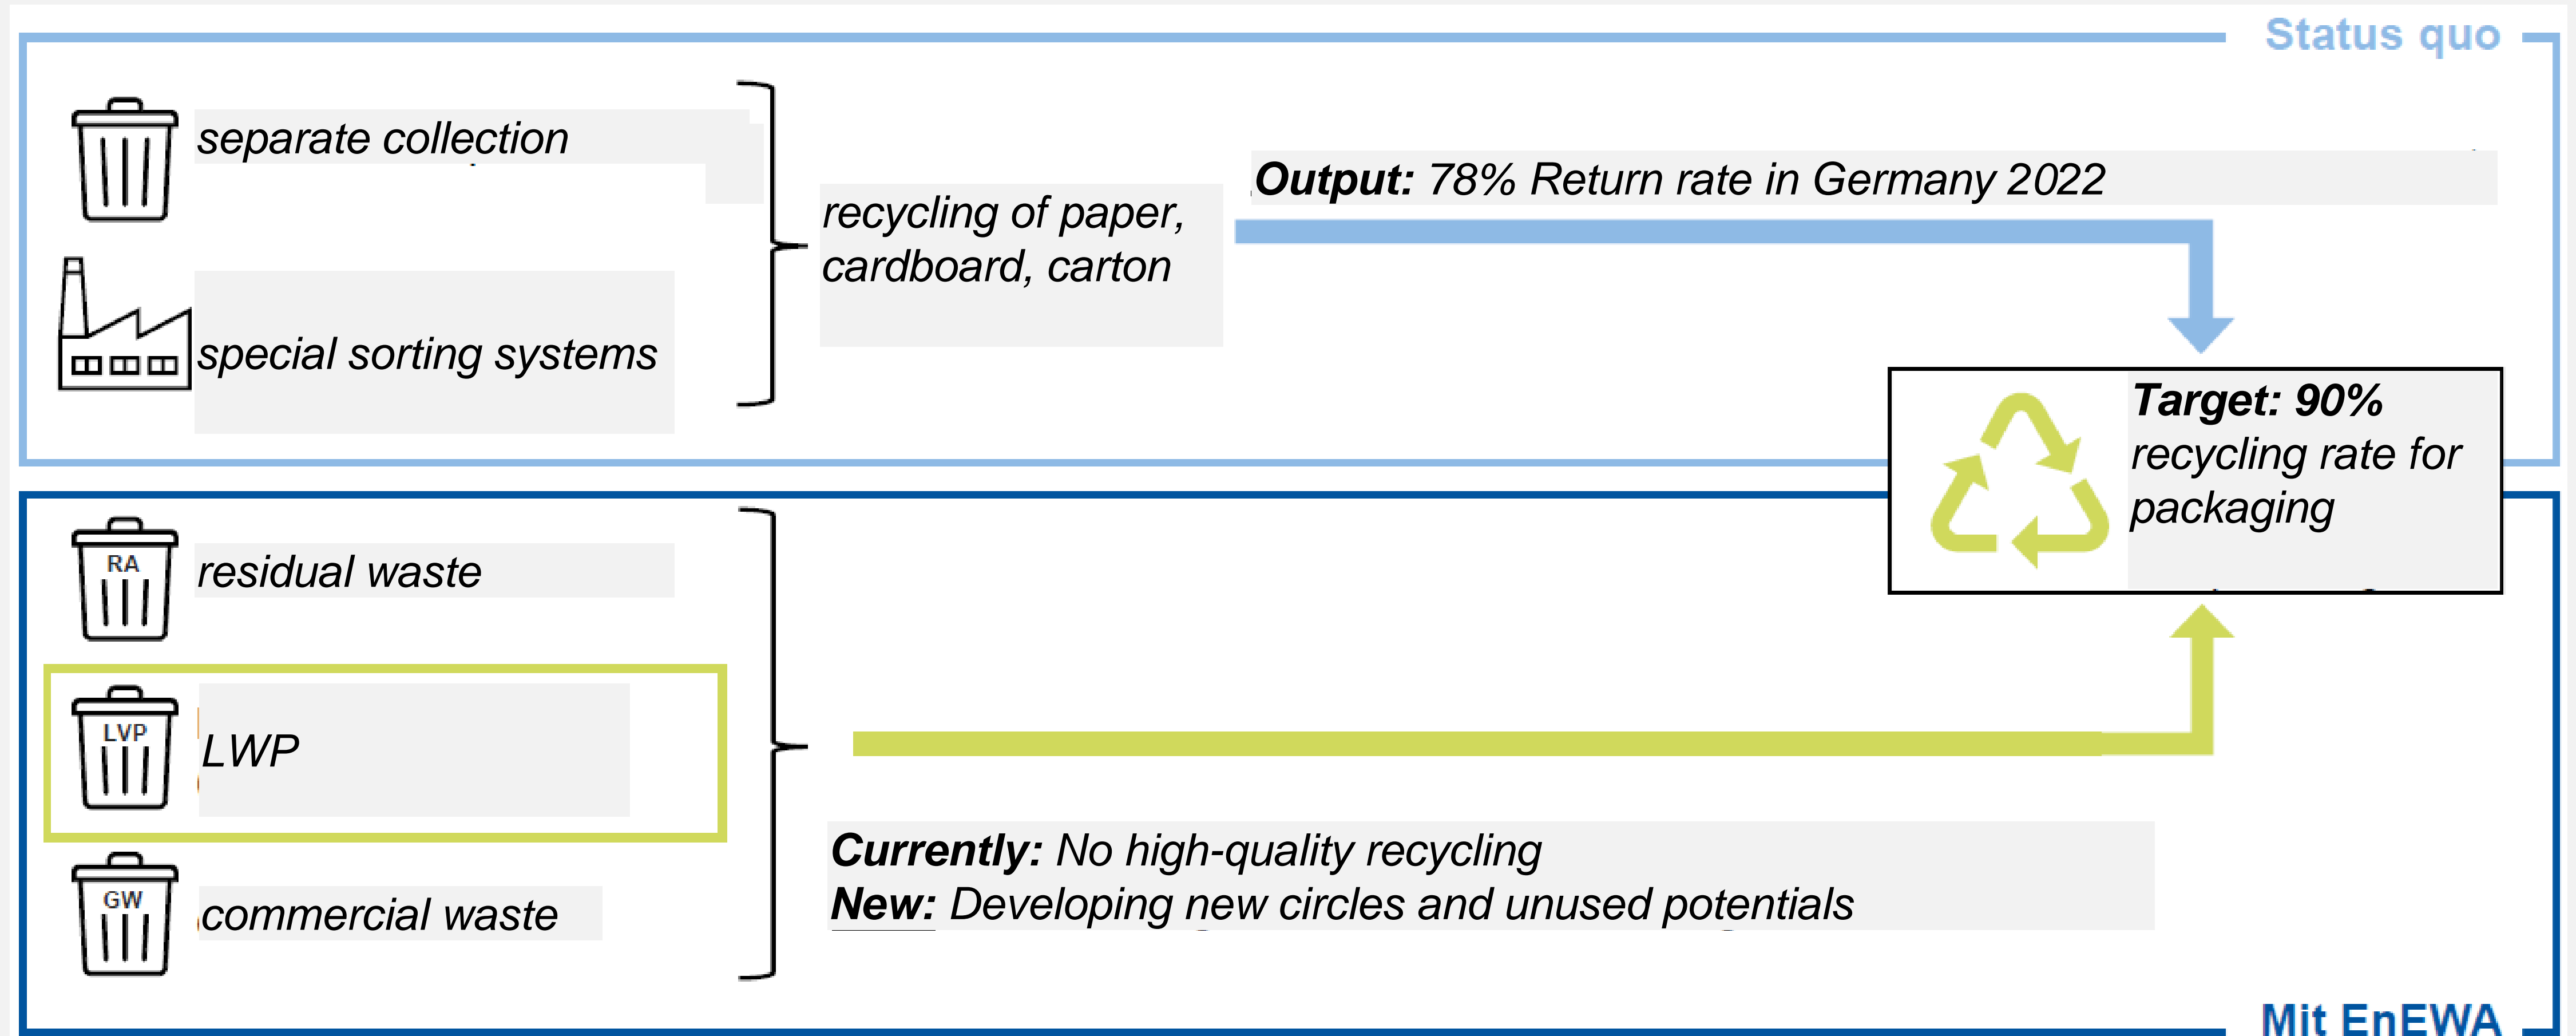 Status quo
separate collection
Output: 78% Return rate in Germany 2022
recycling of paper,
cardboard, carton
special sorting systems
Target: 90%
recycling rate for
packaging
RA
residual waste
LVP
LWP
GW
commercial waste
Currently: No high-quality recycling
New: Developing new circles and unused potentials
Mit EnEWA